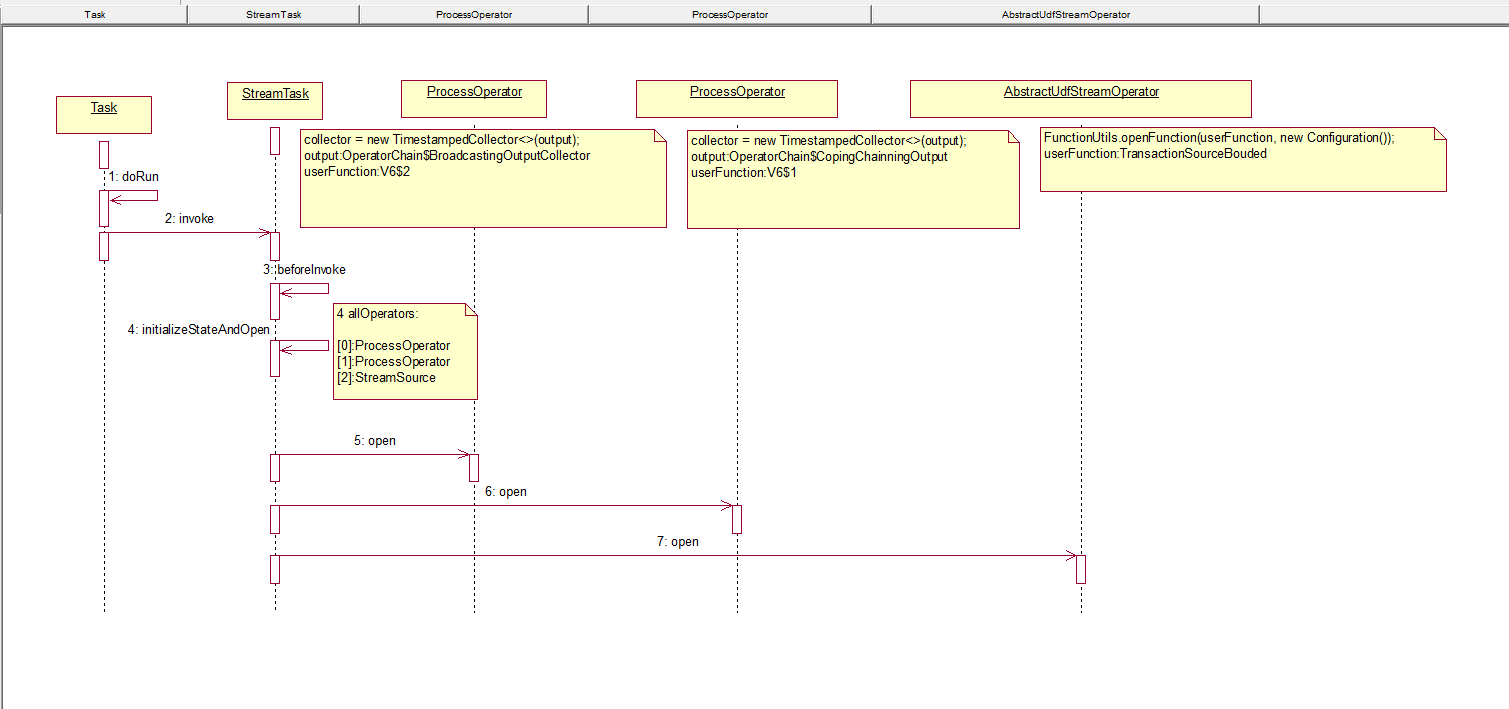 Task StreamTask ProcessOperator ProcessOperator AbstractUdfStreamOperator
Task
StreamTask
ProcessOperator
ProcessOperator
AbstractUdfStreamOperator
collector = new TimestampedCollector<>(output);
output:OperatorChain$BroadcastingOutputCollector
userFunction:V6$2
collector = new TimestampedCollector<>(output);
output:OperatorChain$CopingChainningOutput
userFunction:V6$1
FunctionUtils.openFunction(userFunction, new Configuration());
userFunction:TransactionSourceBouded
1: doRun
2: invoke
3: beforeInvoke
4: initializeStateAndOpen
4 allOperators:
[0]:ProcessOperator
[1]:ProcessOperator
[2]:StreamSource
5: open
6: open
7: open